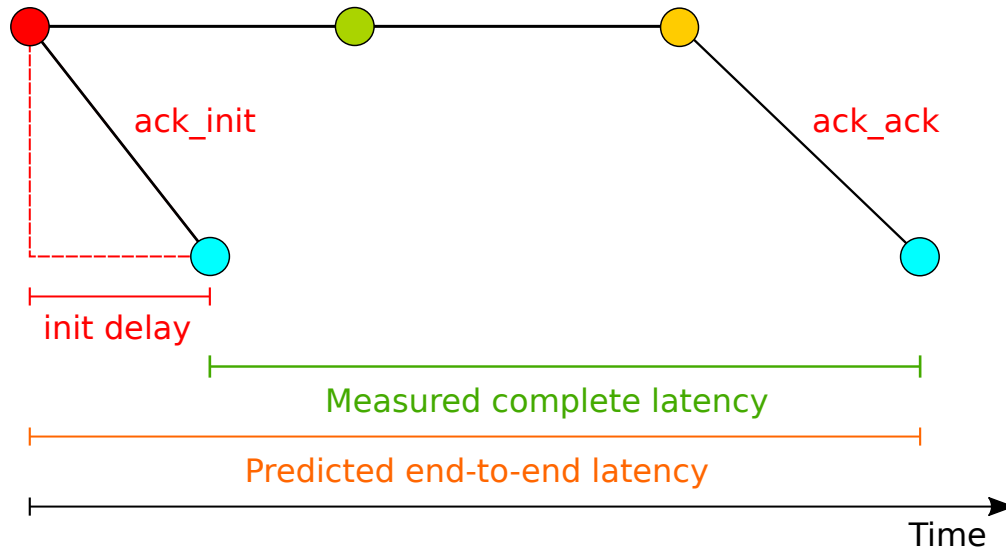 ack_init
ack_ack
init delay
Measured complete latency
Predicted end-to-end latency
Time